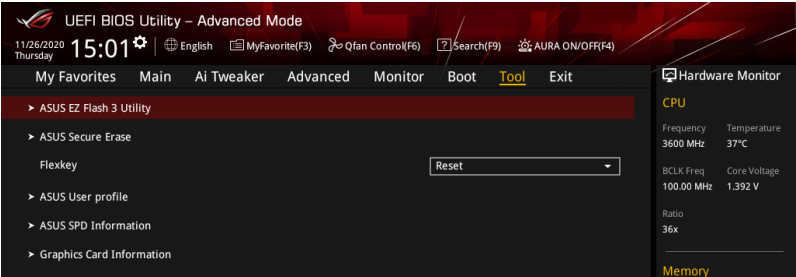 UEFI BIOS Utility – Advanced Mode
11/26/2020
Thursday
15:01
English
MyFavorite(F3)
Qfan Control(F6)
? Search(F9)
AURA ON/OFF(F4)
My Favorites Main Ai Tweaker Advanced Monitor Boot Tool Exit
Hardware Monitor
> ASUS EZ Flash 3 Utility
> ASUS Secure Erase
Flexkey Reset
> ASUS User profile
> ASUS SPD Information
> Graphics Card Information
CPU
Frequency Temperature
3600 MHz 37°C
BCLK Freq Core Voltage
100.00 MHz 1.392 V
Ratio
36x
Memory